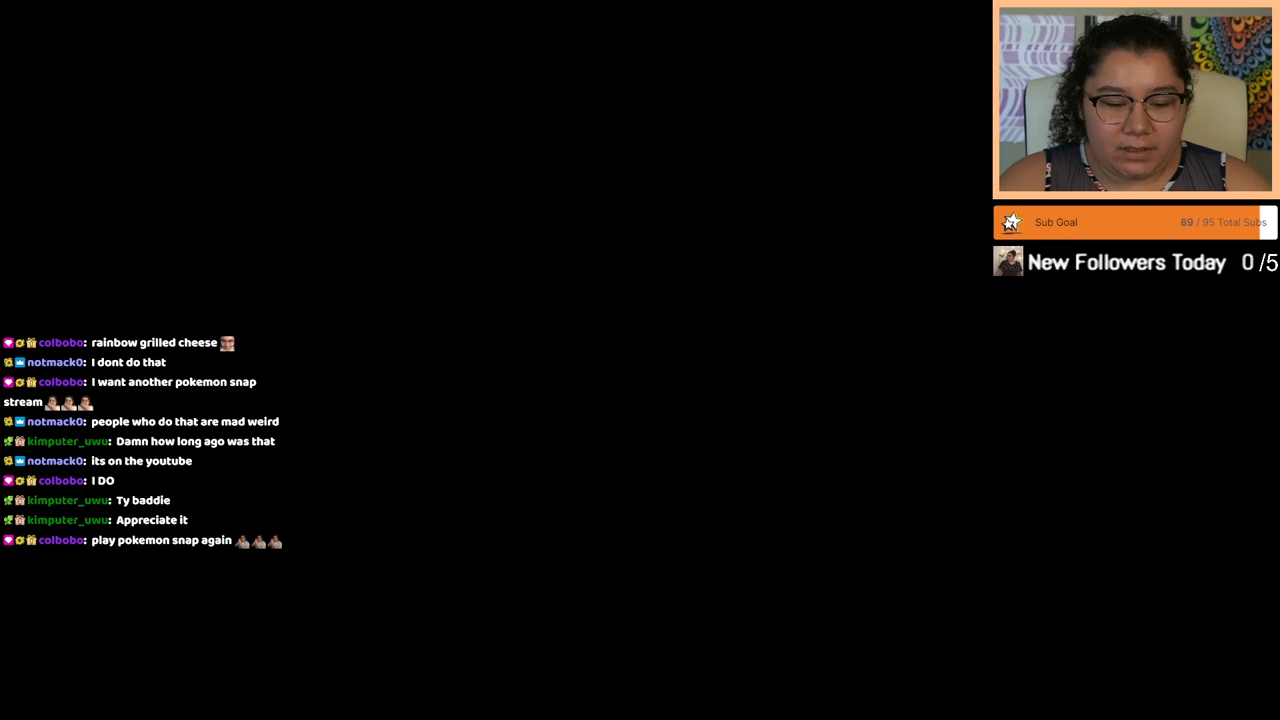 Sub Goal
89 / 95 Total Subs
New Followers Today 0 /5
colbobo: rainbow grilled cheese
notmack0: I dont do that
colbobo: I want another pokemon snap
stream
notmack0: people who do that are mad weird
kimputer_uwu: Damn how long ago was that
notmack0: its on the youtube
colbobo: I DO
kimputer_uwu: Ty baddie
kimputer_uwu: Appreciate it
colbobo: play pokemon snap again